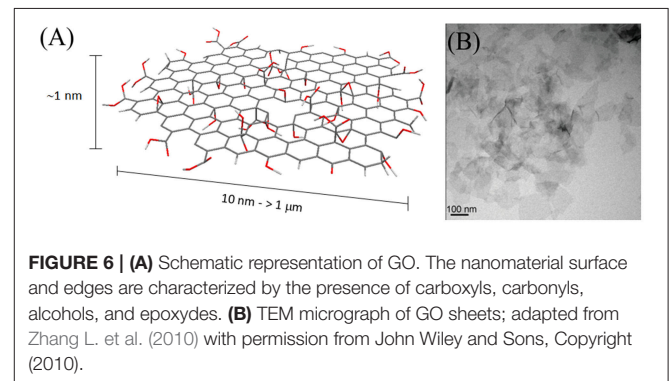 (A)
(B)
~1 nm
10 nm - > 1 µm
100 nm
FIGURE 6 | (A) Schematic representation of GO. The nanomaterial surface
and edges are characterized by the presence of carboxyls, carbonyls,
alcohols, and epoxydes. (B) TEM micrograph of GO sheets; adapted from
Zhang L. et al. (2010) with permission from John Wiley and Sons, Copyright
(2010).